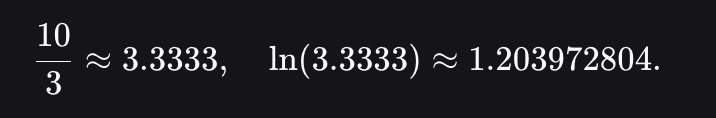 10/3 ≈ 3.3333, ln(3.3333) ≈ 1.203972804.